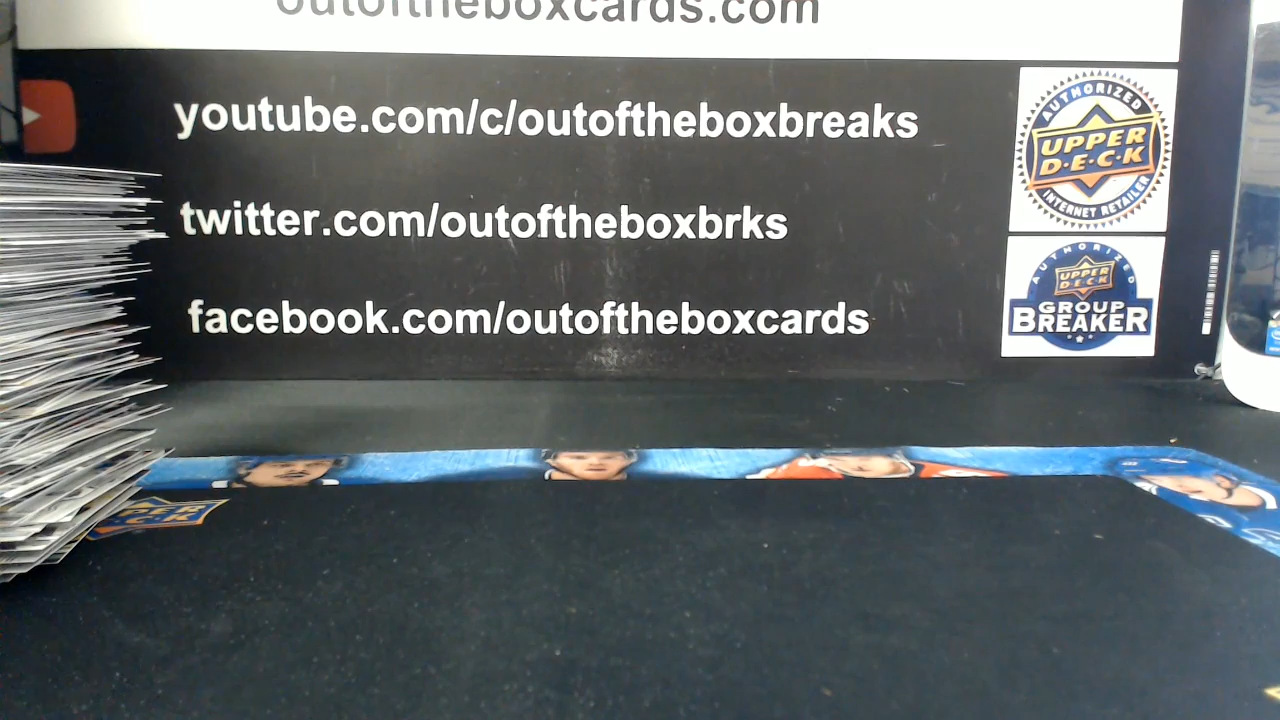 outoftheboxcards.com
youtube.com/c/outoftheboxbreaks
twitter.com/outoftheboxbrks
facebook.com/outoftheboxcards
AUTHORIZED
UPPER
D·E·C·K
INTERNET RETAILER
AUTHORIZED
UPPER
DECK
GROUP
BREAKER